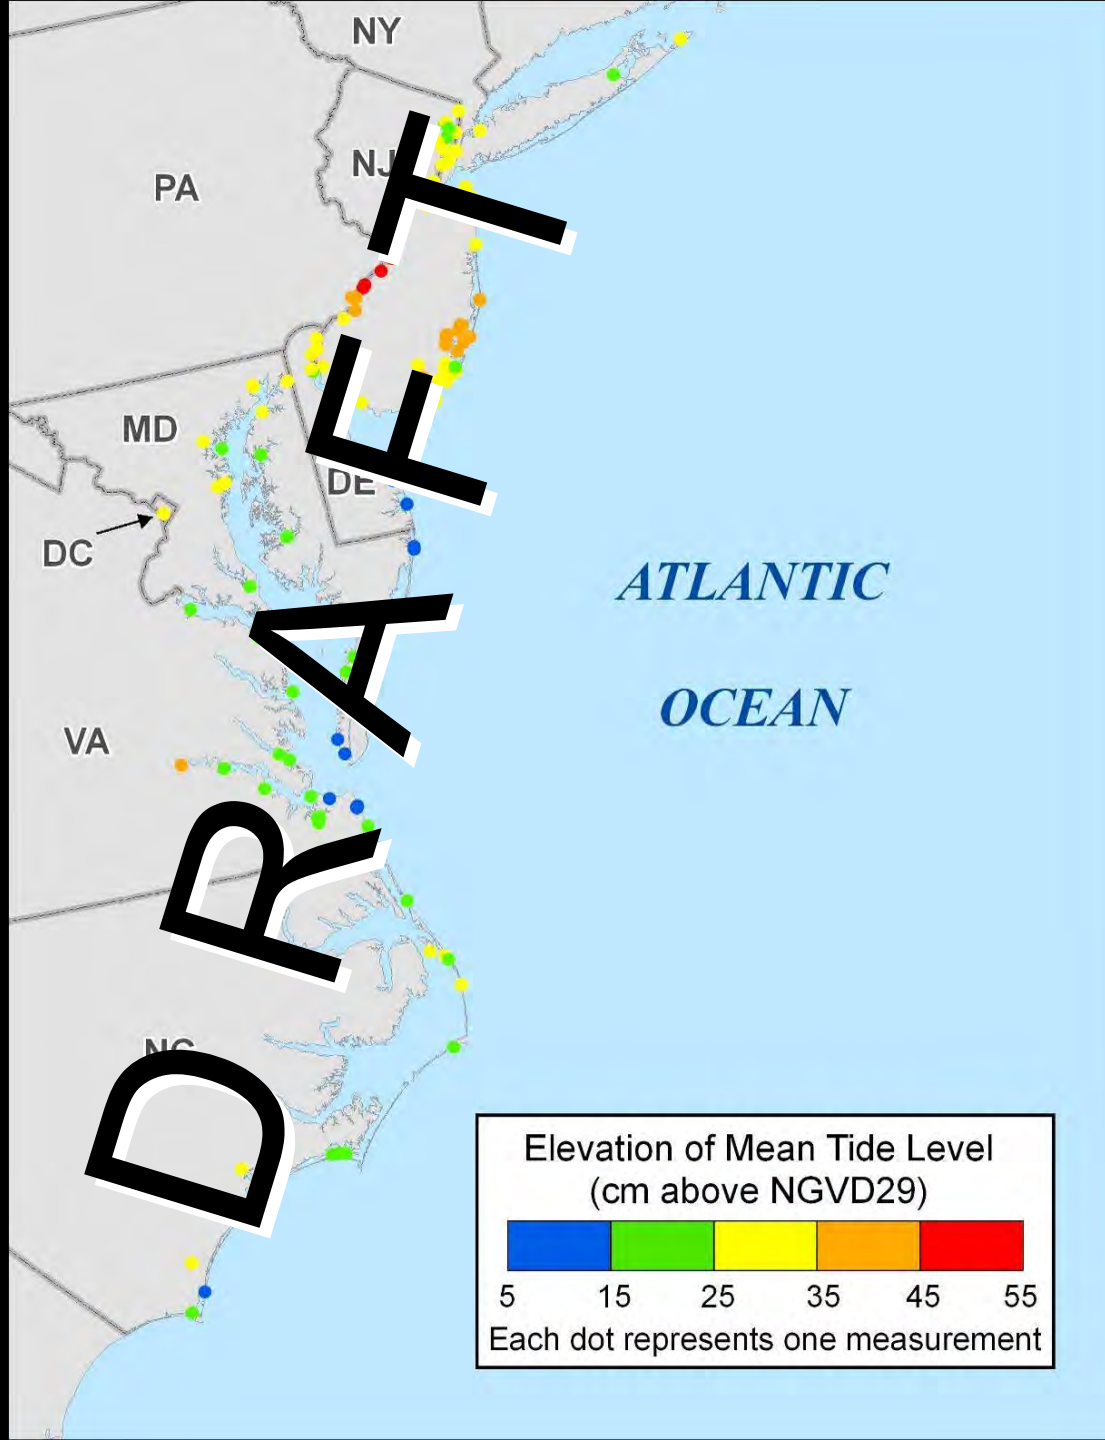 NY
NJ
PA
MD
DE
DC
ATLANTIC
OCEAN
VA
NC
DRAFT
Elevation of Mean Tide Level
(cm above NGVD29)
5 15 25 35 45 55
Each dot represents one measurement